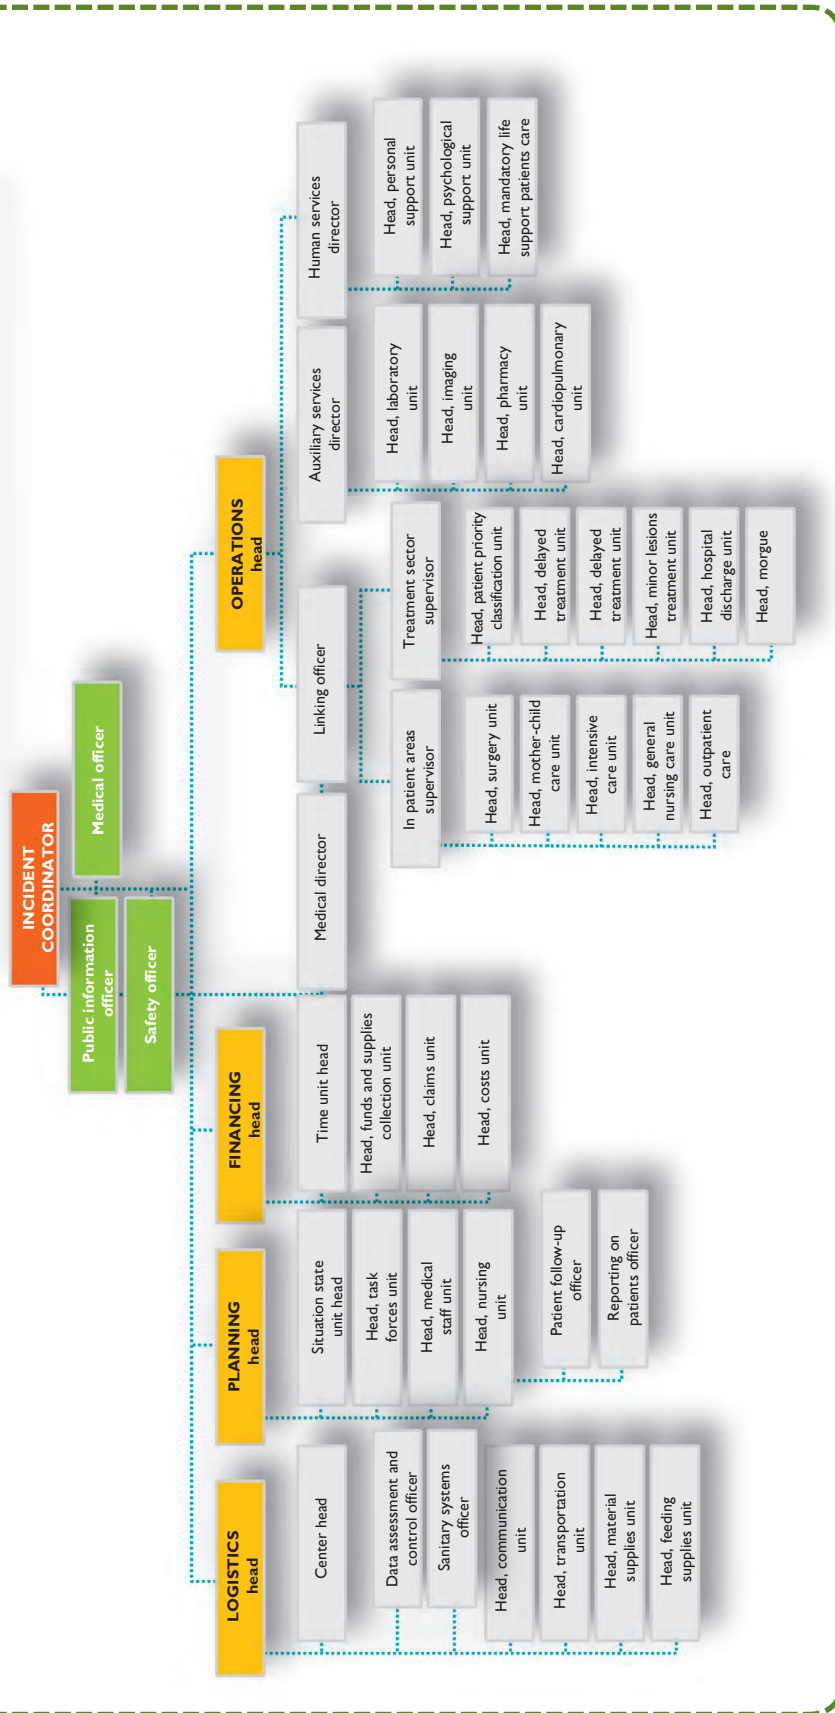 INCIDENT
COORDINATOR
Public information
officer
Medical officer
Safety officer
LOGISTICS
head
Center head
Data assessment and
control officer
Sanitary systems
officer
Head, communication
unit
Head, transportation
unit
Head, material
supplies unit
Head, feeding
supplies unit
PLANNING
head
Situation state
unit head
Head, task
forces unit
Head, medical
staff unit
Head, nursing
unit
Patient follow-up
officer
Reporting on
patients officer
FINANCING
head
Time unit head
Head, funds and supplies
collection unit
Head, claims unit
Head, costs unit
Medical director
OPERATIONS
head
Linking officer
In patient areas
supervisor
Head, surgery unit
Head, mother-child
care unit
Head, intensive
care unit
Head, general
nursing care unit
Head, outpatient
care
Treatment sector
supervisor
Head, patient priority
classification unit
Head, delayed
treatment unit
Head, delayed
treatment unit
Head, minor lesions
treatment unit
Head, hospital
discharge unit
Head, morgue
Auxiliary services
director
Head, laboratory
unit
Head, imaging
unit
Head, pharmacy
unit
Head, cardiopulmonary
unit
Human services
director
Head, personal
support unit
Head, psychological
support unit
Head, mandatory life
support patients care